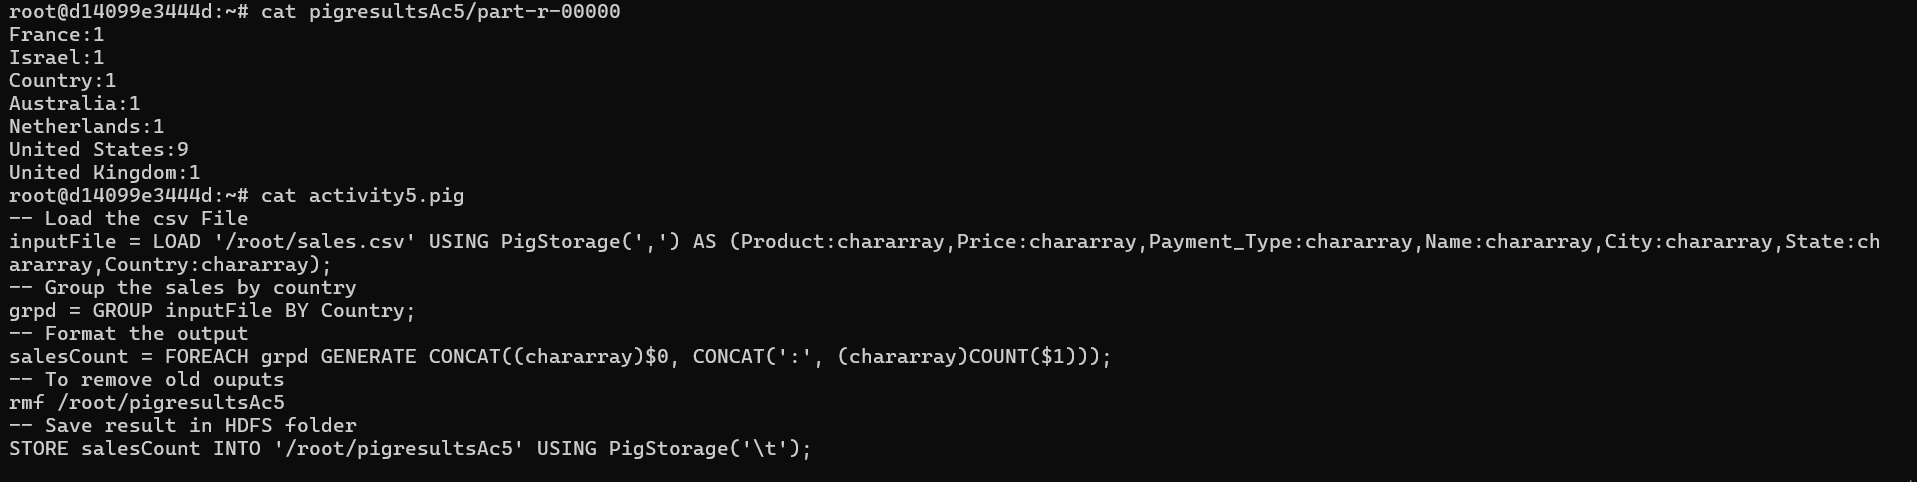 root@d14099e3444d:~# cat pigresultsAc5/part-r-00000
France:1
Israel:1
Country:1
Australia:1
Netherlands:1
United States:9
United Kingdom:1
root@d14099e3444d:~# cat activity5.pig
-- Load the csv File
inputFile = LOAD '/root/sales.csv' USING PigStorage(',') AS (Product:chararray,Price:chararray,Payment_Type:chararray,Name:chararray,City:chararray,State:ch
ararray,Country:chararray);
-- Group the sales by country
grpd = GROUP inputFile BY Country;
-- Format the output
salesCount = FOREACH grpd GENERATE CONCAT((chararray)$0, CONCAT(':', (chararray)COUNT($1)));
-- To remove old ouputs
rmf /root/pigresultsAc5
-- Save result in HDFS folder
STORE salesCount INTO '/root/pigresultsAc5' USING PigStorage('\t');